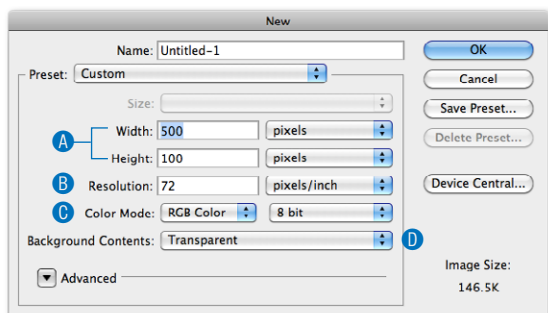 New
Name: Untitled-1
OK
Preset: Custom
Cancel
Size:
Save Preset...
A
Width: 500 pixels
Delete Preset...
Height: 100 pixels
B Resolution: 72 pixels/inch
Device Central...
C Color Mode: RGB Color 8 bit
Background Contents: Transparent D
Image Size:
Advanced
146.5K